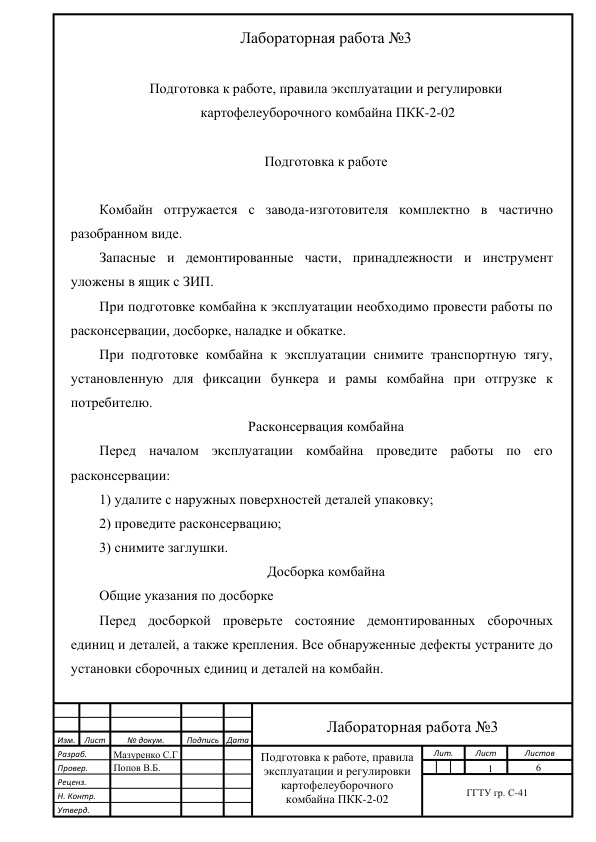 Лабораторная работа №3
Подготовка к работе, правила эксплуатации и регулировки
картофелеуборочного комбайна ПКК-2-02
Подготовка к работе
Комбайн отгружается с завода-изготовителя комплектно в частично
разобранном виде.
Запасные и демонтированные части, принадлежности и инструмент
уложены в ящик с ЗИП.
При подготовке комбайна к эксплуатации необходимо провести работы по
расконсервации, досборке, наладке и обкатке.
При подготовке комбайна к эксплуатации снимите транспортную тягу,
установленную для фиксации бункера и рамы комбайна при отгрузке к
потребителю.
Расконсервация комбайна
Перед началом эксплуатации комбайна проведите работы по его
расконсервации:
1) удалите с наружных поверхностей деталей упаковку;
2) проведите расконсервацию;
3) снимите заглушки.
Досборка комбайна
Общие указания по досборке
Перед досборкой проверьте состояние демонтированных сборочных
единиц и деталей, а также крепления. Все обнаруженные дефекты устраните до
установки сборочных единиц и деталей на комбайн.
Лабораторная работа №3
Изм. Лист № докум. Подпись Дата
Разраб. Мазуренко С.Г
Провер. Попов В.Б.
Реценз.
Н. Контр.
Утверд.
Подготовка к работе, правила
эксплуатации и регулировки
картофелеуборочного
комбайна ПКК-2-02
Лит. Лист Листов
1 6
ГГТУ гр. С-41